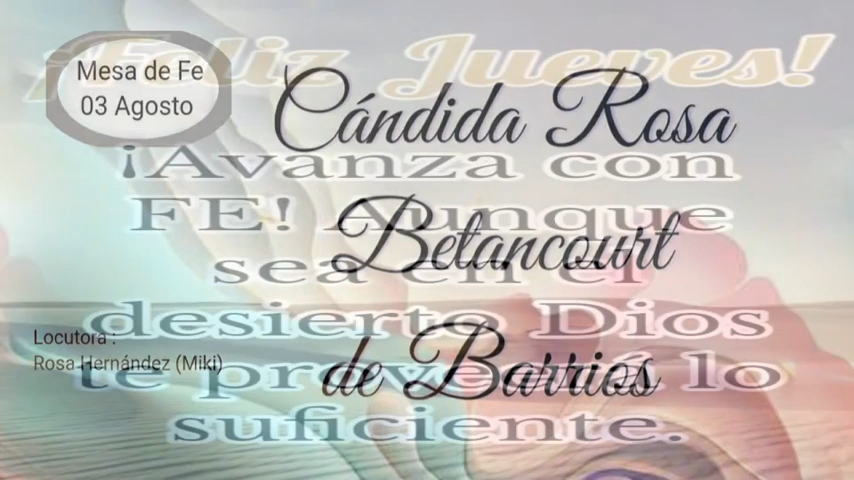 ¡Feliz Jueves!
Mesa de Fe
03 Agosto
Cándida Rosa
Betancourt
de Barrios
¡Avanza con
FE! Aunque
sea en el
desierto Dios
te proveerá lo
suficiente.
Locutora :
Rosa Hernández (Miki)